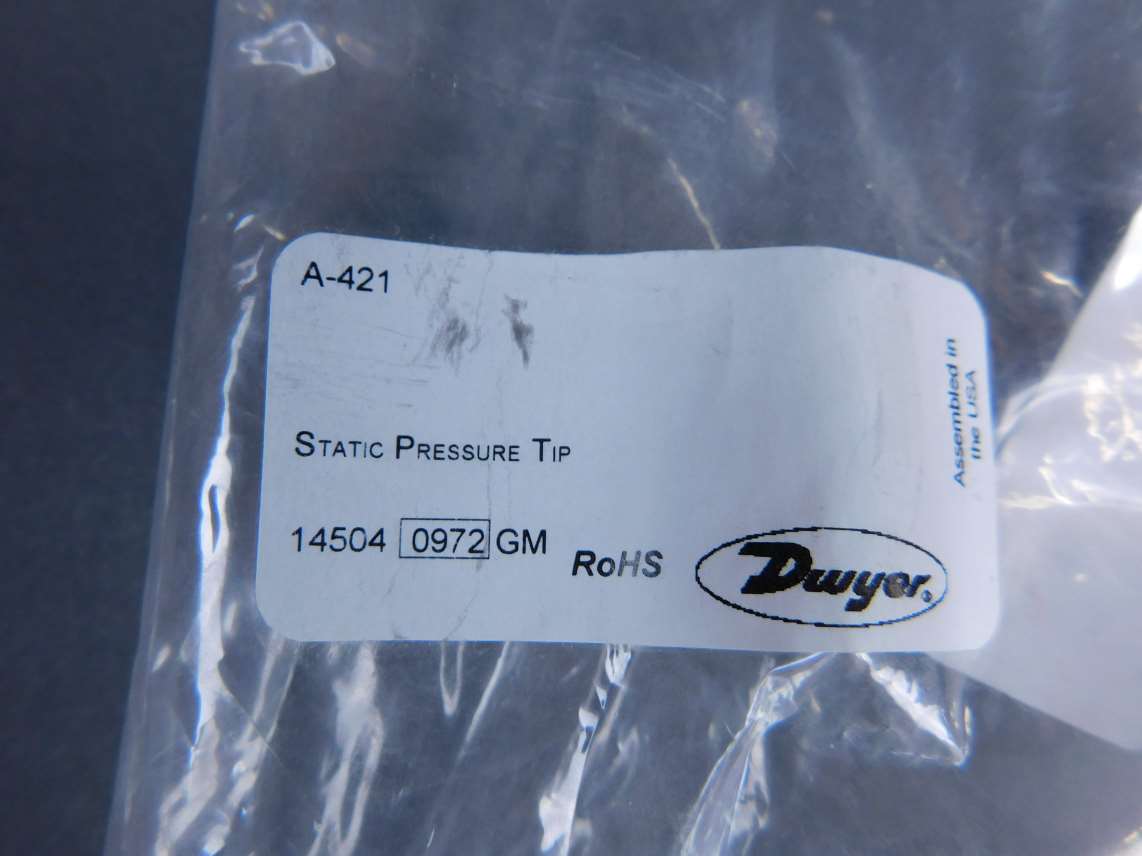 A-421
Assembled in
the USA
STATIC PRESSURE TIP
14504 0972 GM
RoHS
Dwyer®